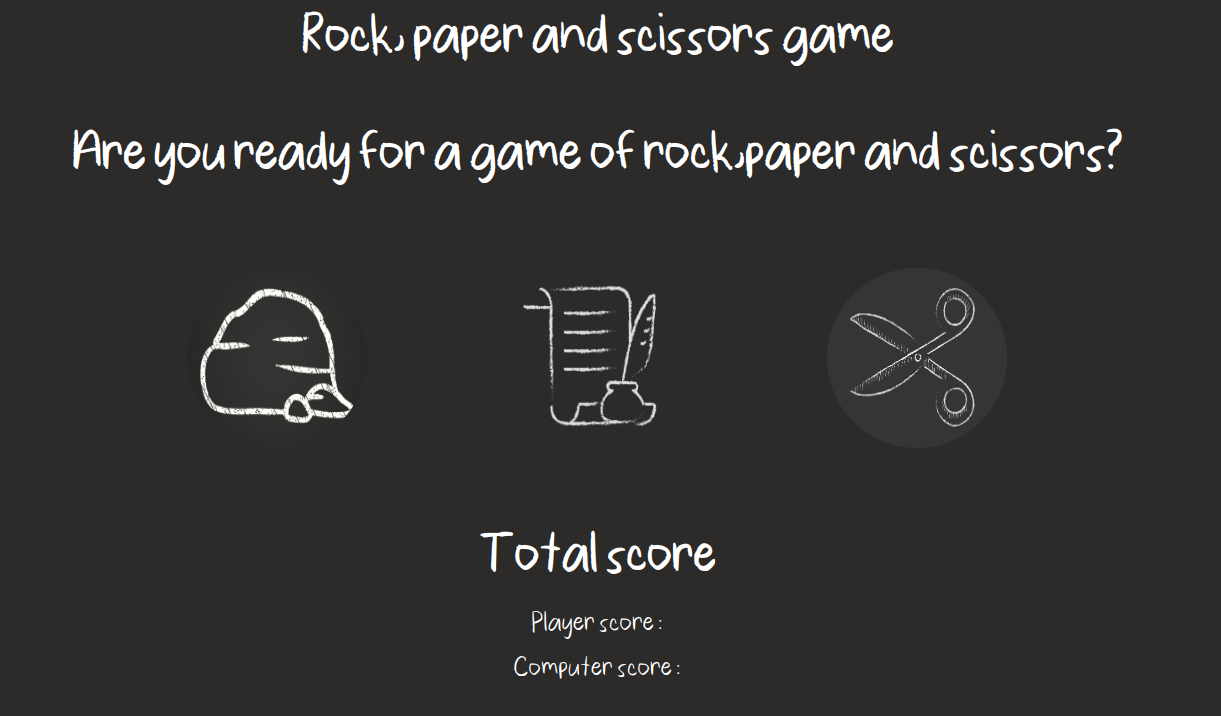 Rock, paper and scissors game
Are you ready for a game of rock,paper and scissors?
Total score
Player score :
Computer score :